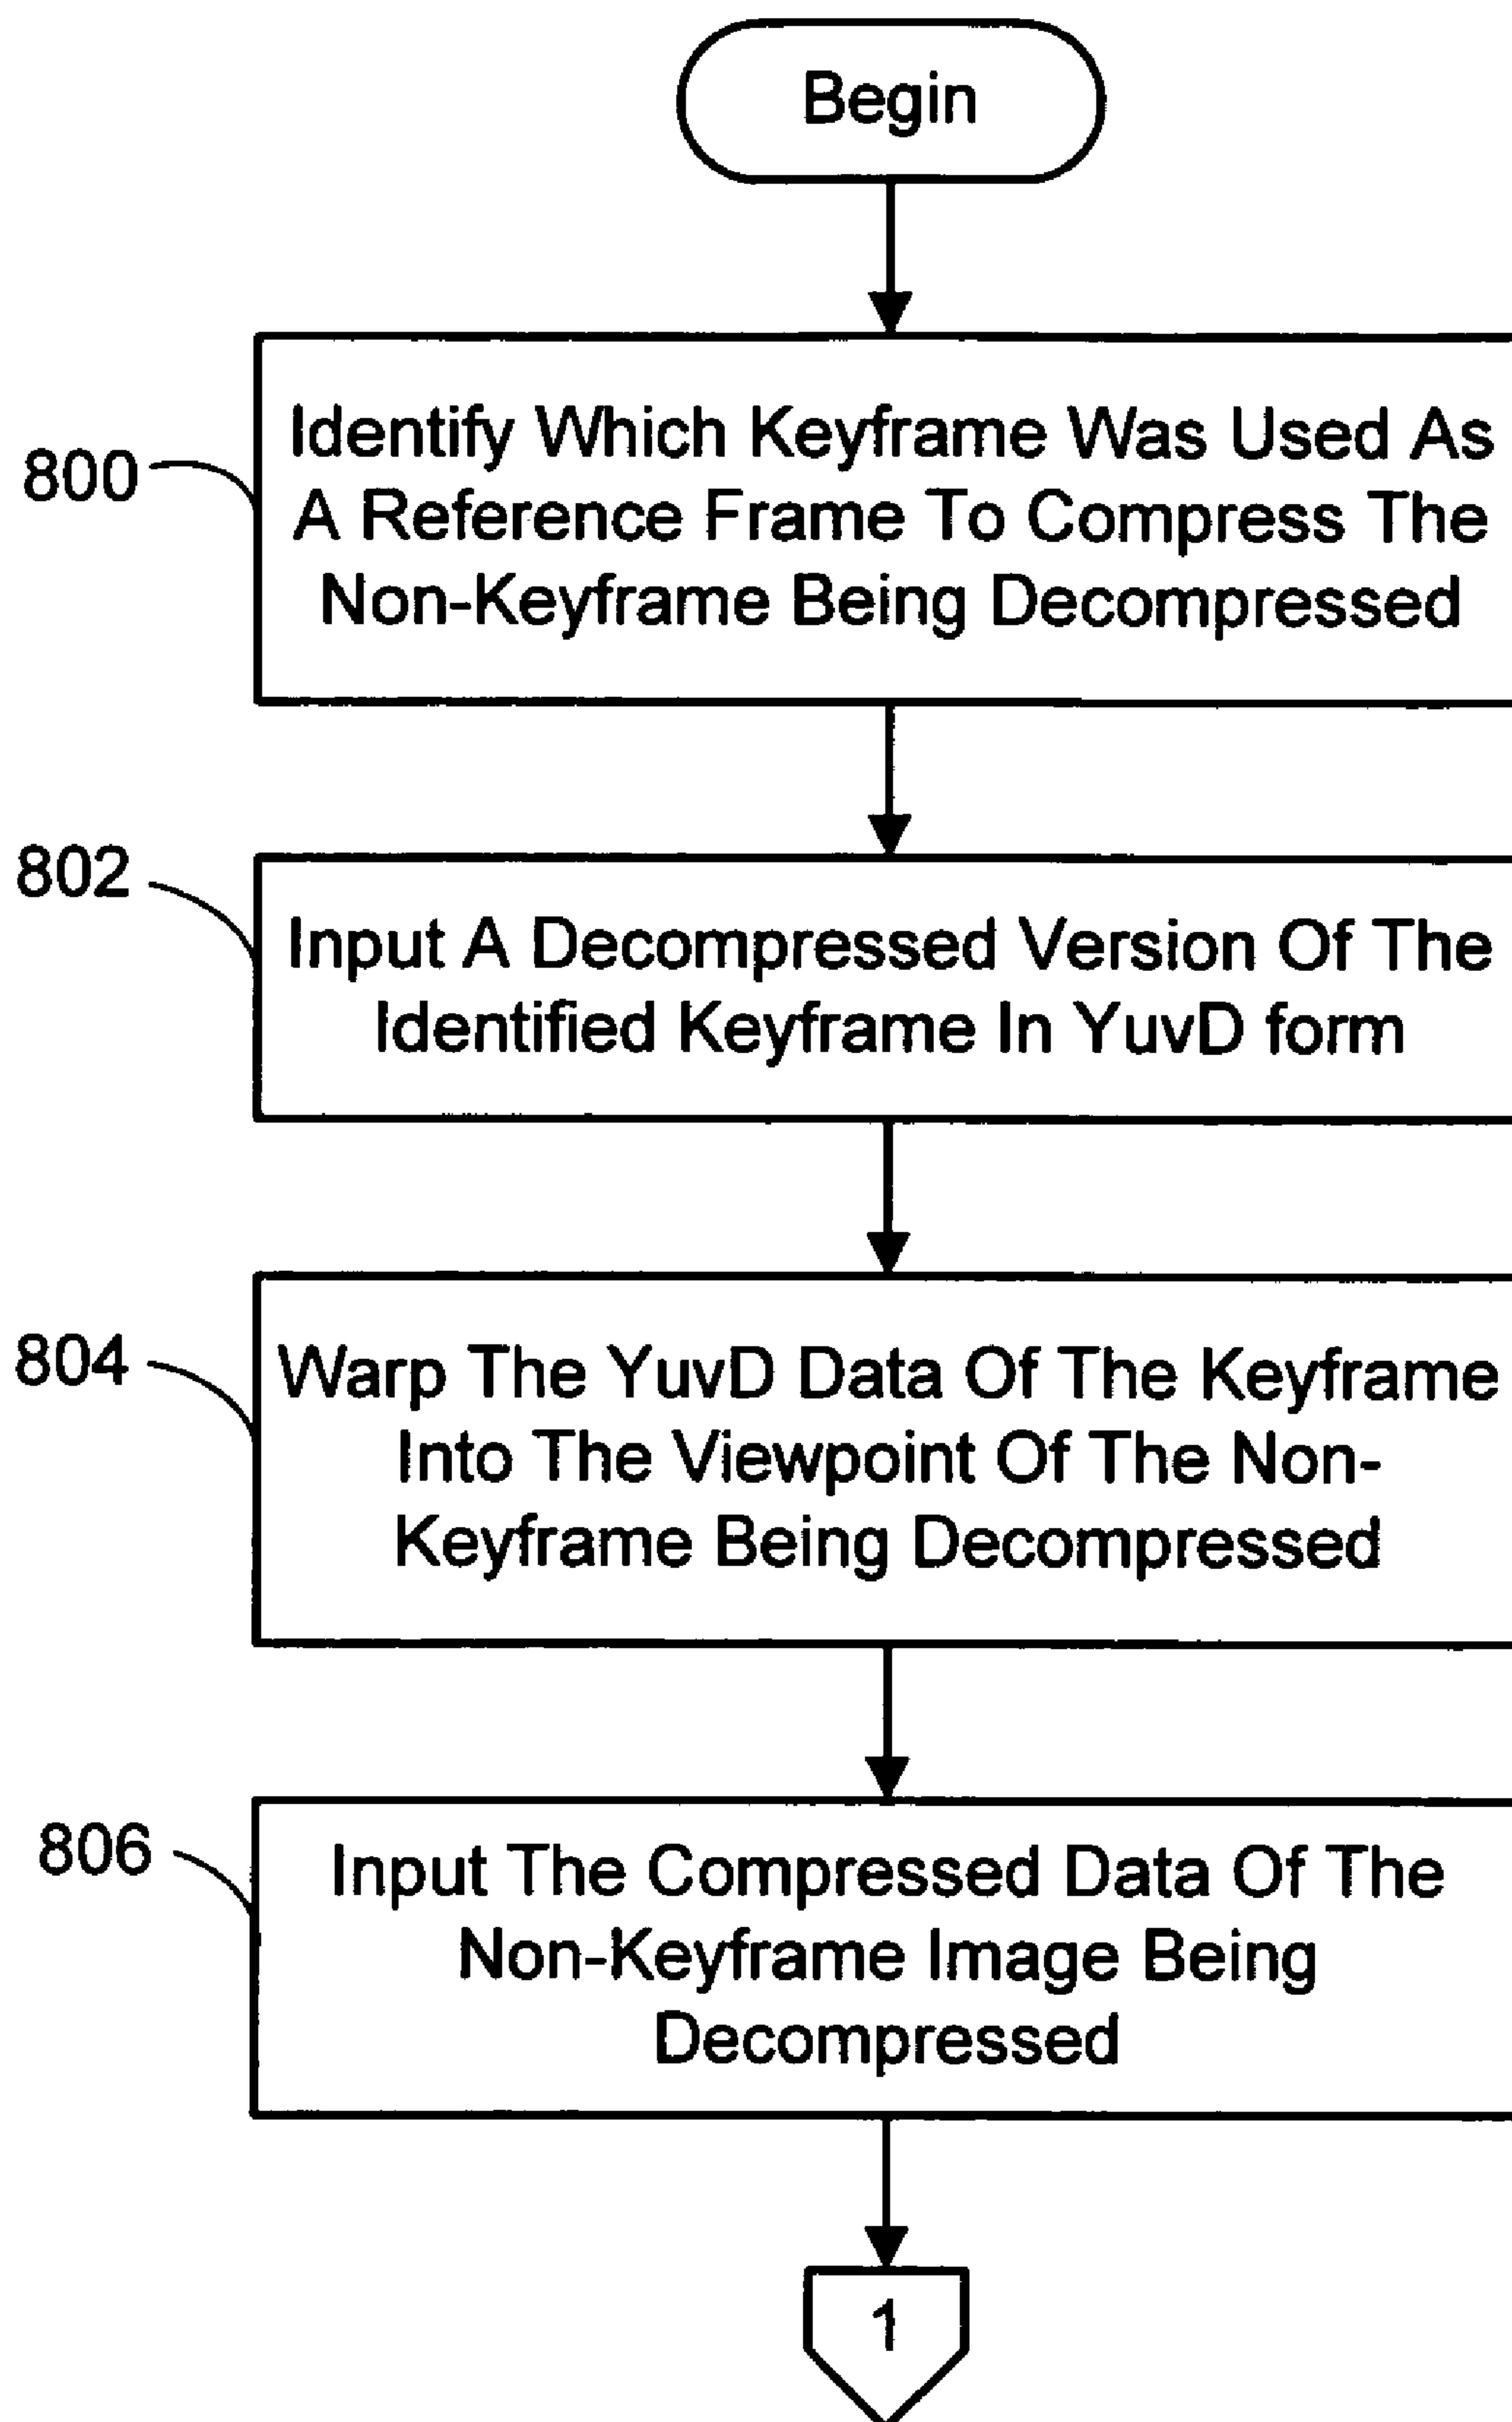 Begin
800
Identify Which Keyframe Was Used As
A Reference Frame To Compress The
Non-Keyframe Being Decompressed
802
Input A Decompressed Version Of The
Identified Keyframe In YuvD form
804
Warp The YuvD Data Of The Keyframe
Into The Viewpoint Of The Non-
Keyframe Being Decompressed
806
Input The Compressed Data Of The
Non-Keyframe Image Being
Decompressed
1